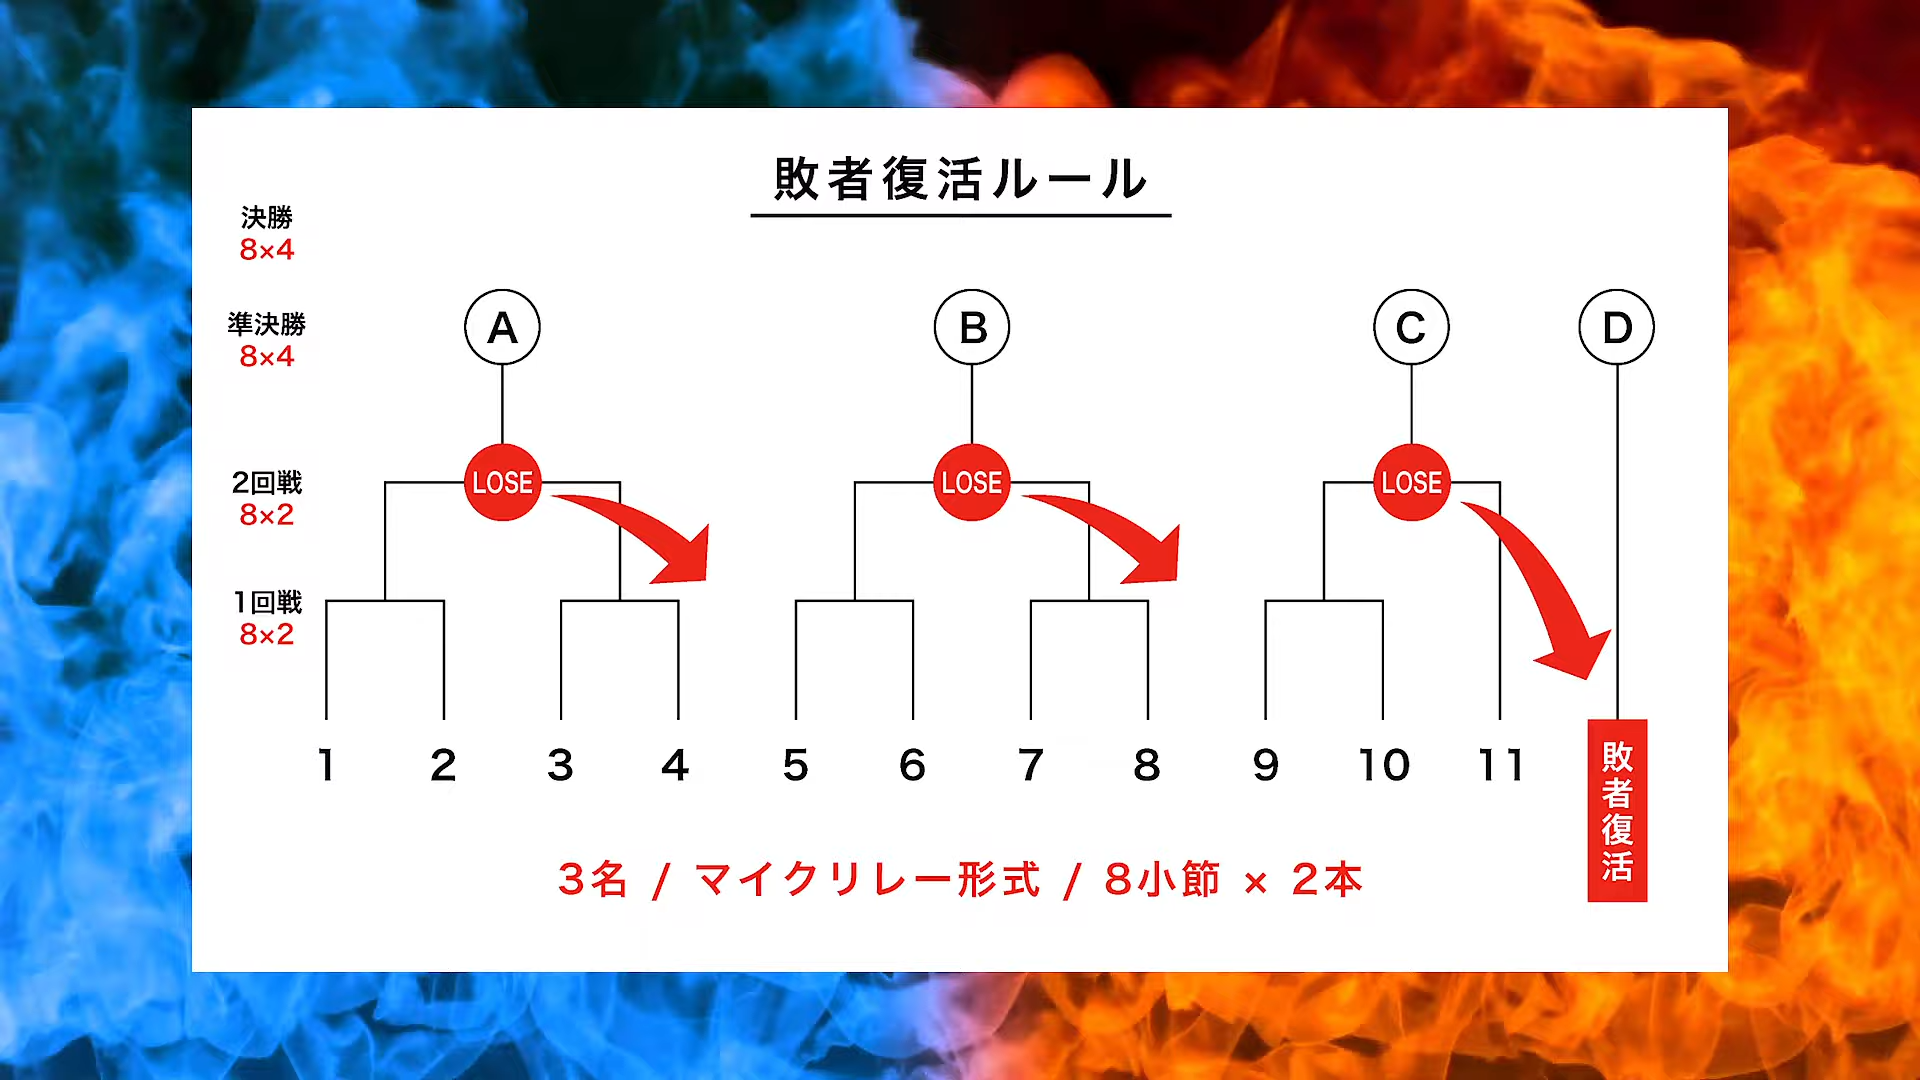 敗者復活ルール
決勝
8×4
準決勝
8×4
A
B
C
D
2回戦
8×2
LOSE
LOSE
LOSE
1回戦
8×2
1
2
3
4
5
6
7
8
9
10
11
敗者復活
3名 / マイクリレー形式 / 8小節 × 2本